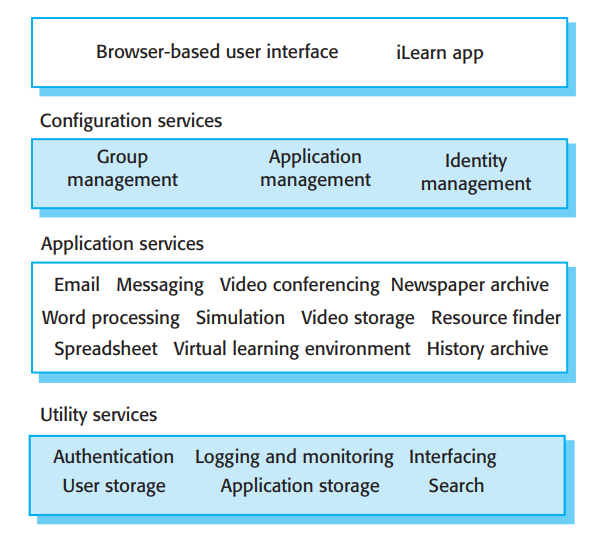 Browser-based user interface iLearn app
Configuration services
Group management
Application management
Identity management
Application services
Email Messaging Video conferencing Newspaper archive
Word processing Simulation Video storage Resource finder
Spreadsheet Virtual learning environment History archive
Utility services
Authentication Logging and monitoring Interfacing
User storage Application storage Search